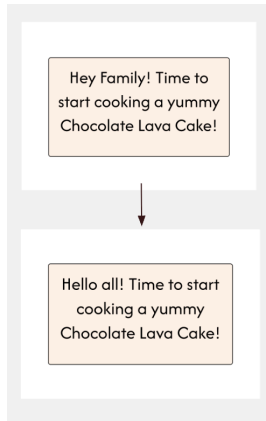 Hey Family! Time to
start cooking a yummy
Chocolate Lava Cake!
Hello all! Time to start
cooking a yummy
Chocolate Lava Cake!